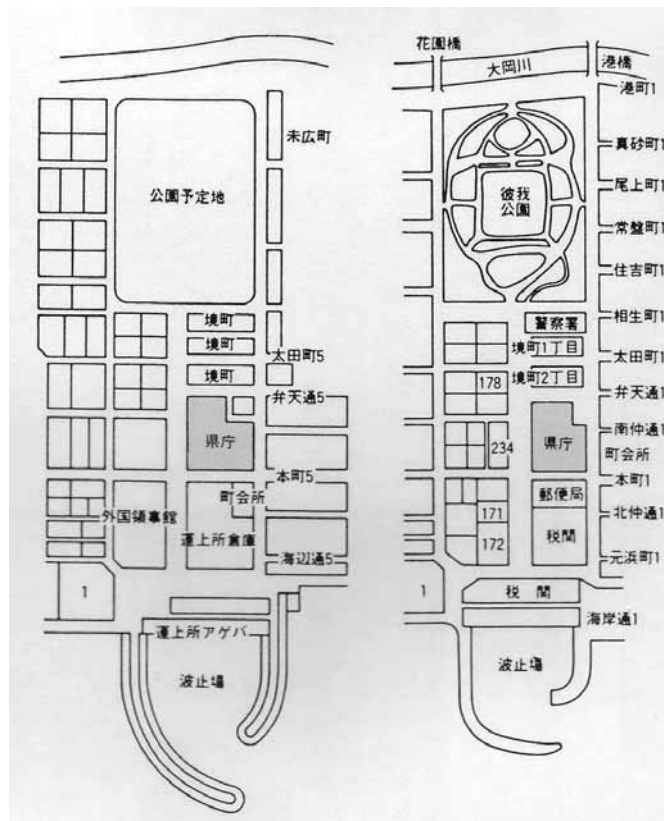 未広町
公園予定地
境町
境町
太田町5
境町
弁天通5
県庁
本町5
町会所
外国領事館
運上所倉庫
海辺通5
1
運上所アゲバ
波止場
花園橋
大岡川
港橋
港町1
真砂町1
彼我
公園
尾上町1
常盤町1
住吉町1
相生町1
警察署
境町1丁目
太田町1
178
境町2丁目
弁天通1
南仲通1
県庁
234
町会所
本町1
郵便局
171
北仲通1
172
税関
元浜町1
1
税関
海岸通1
波止場